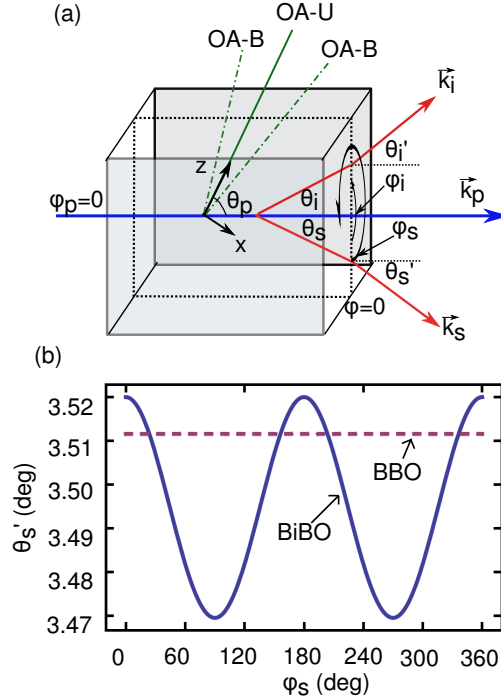 (a)
OA-U
OA-B
OA-B
k⃗i
z
θp
θi
θi'
φi
φp=0
k⃗p
θs
φs
x
θs'
φ=0
k⃗s
(b)
3.52
3.51
3.50
3.49
3.48
3.47
θs' (deg)
BBO
BiBO
0 60 120 180 240 300 360
φs (deg)